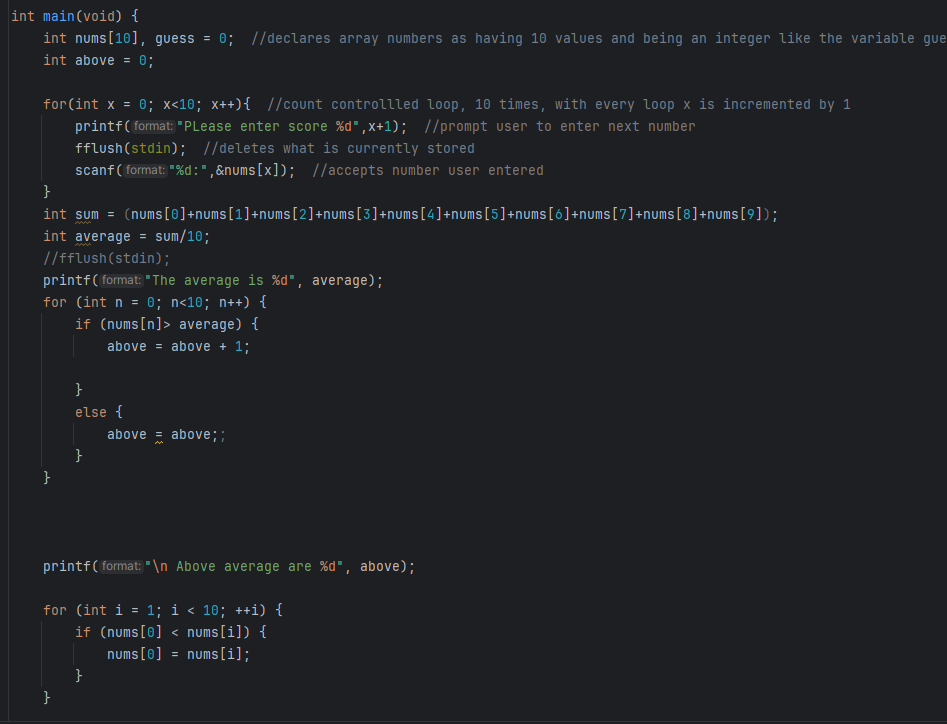 int main(void) {
    int nums[10], guess = 0;  //declares array numbers as having 10 values and being an integer like the variable gue
    int above = 0;

    for(int x = 0; x<10; x++){  //count controllled loop, 10 times, with every loop x is incremented by 1
        printf( format: "PLease enter score %d",x+1);  //prompt user to enter next number
        fflush(stdin);  //deletes what is currently stored
        scanf( format: "%d:",&nums[x]);  //accepts number user entered
    }
    int sum = (nums[0]+nums[1]+nums[2]+nums[3]+nums[4]+nums[5]+nums[6]+nums[7]+nums[8]+nums[9]);
    int average = sum/10;
    //fflush(stdin);
    printf( format: "The average is %d", average);
    for (int n = 0; n<10; n++) {
        if (nums[n]> average) {
            above = above + 1;

        }
        else {
            above = above;;
        }
    }

    printf( format: "\n Above average are %d", above);

    for (int i = 1; i < 10; ++i) {
        if (nums[0] < nums[i]) {
            nums[0] = nums[i];
        }
    }